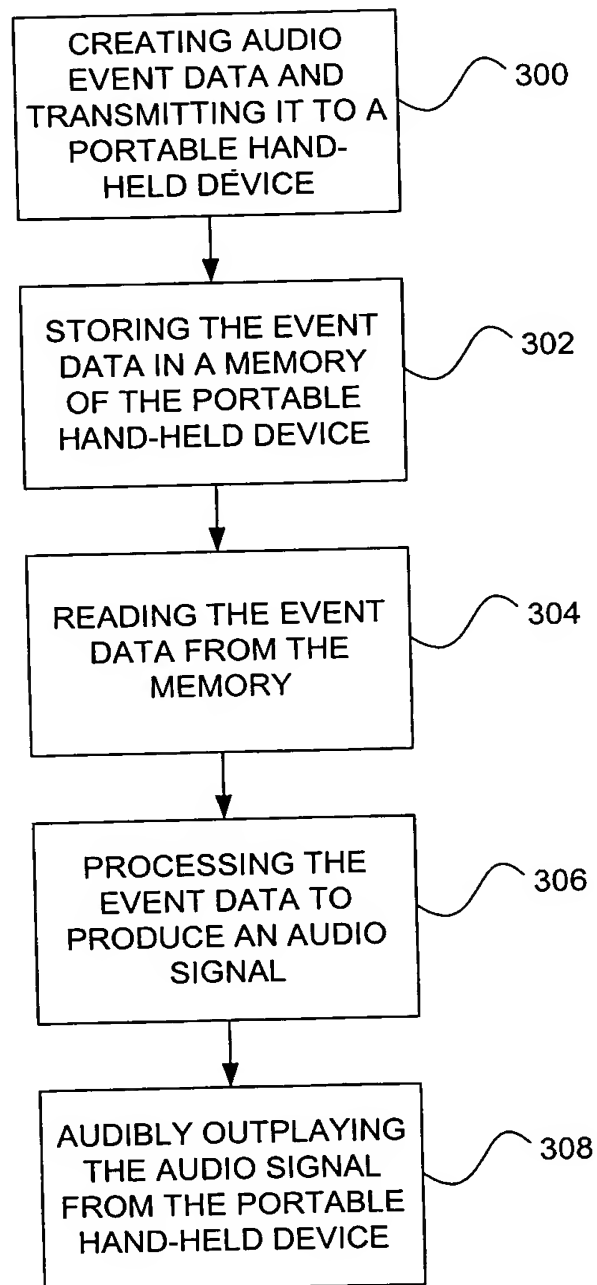 CREATING AUDIO
EVENT DATA AND
TRANSMITTING IT TO A
PORTABLE HAND-
HELD DEVICE
300
STORING THE EVENT
DATA IN A MEMORY
OF THE PORTABLE
HAND-HELD DEVICE
302
READING THE EVENT
DATA FROM THE
MEMORY
304
PROCESSING THE
EVENT DATA TO
PRODUCE AN AUDIO
SIGNAL
306
AUDIBLY OUTPLAYING
THE AUDIO SIGNAL
FROM THE PORTABLE
HAND-HELD DEVICE
308